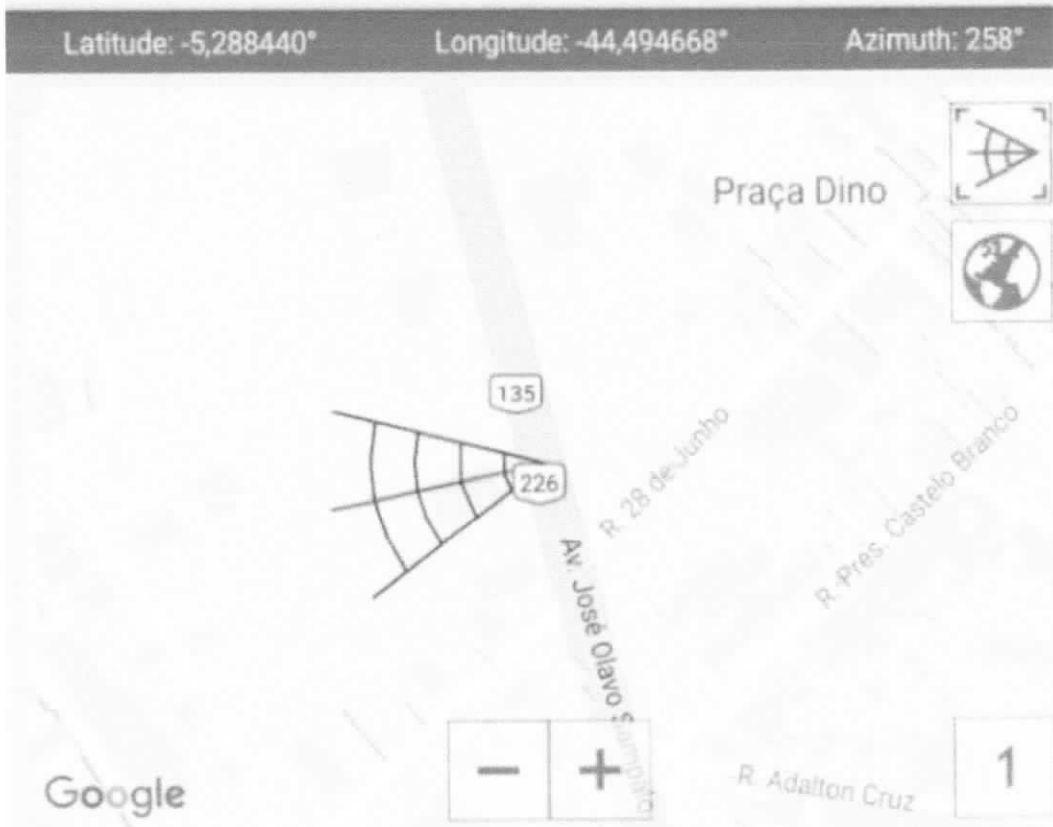 Latitude: -5,288440° Longitude: -44,494668° Azimuth: 258°
Praça Dino
135
226
R. 28 de Junho
R. Pres. Castelo Branco
Av. José Olavo Sampaio
R. Adalton Cruz
Google
− +
1